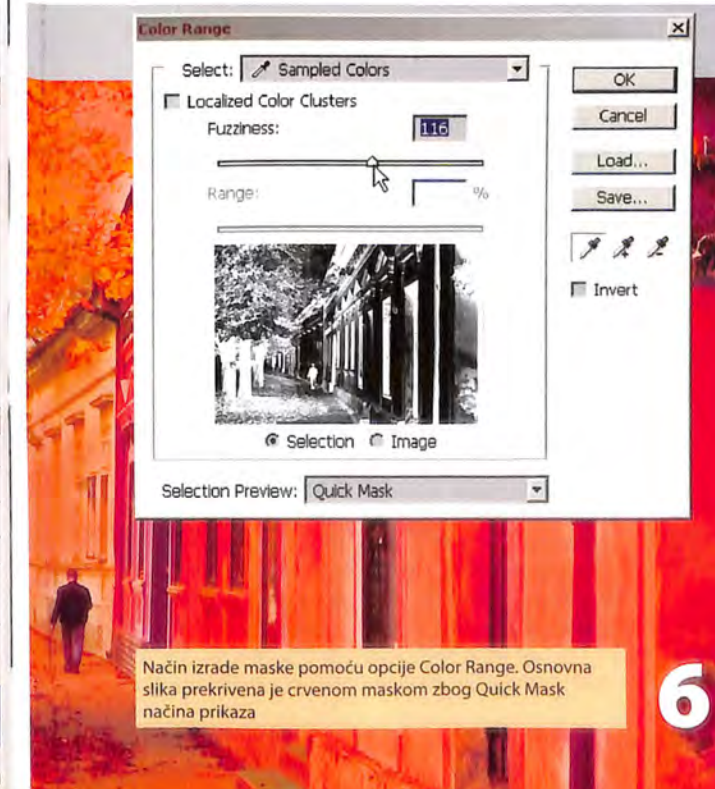 Color Range
Select: Sampled Colors
OK
Localized Color Clusters
Cancel
Fuzziness: 116
Load...
Range: %
Save...
Invert
Selection Image
Selection Preview: Quick Mask
Način izrade maske pomoću opcije Color Range. Osnovna
slika prekrivena je crvenom maskom zbog Quick Mask
načina prikaza
6